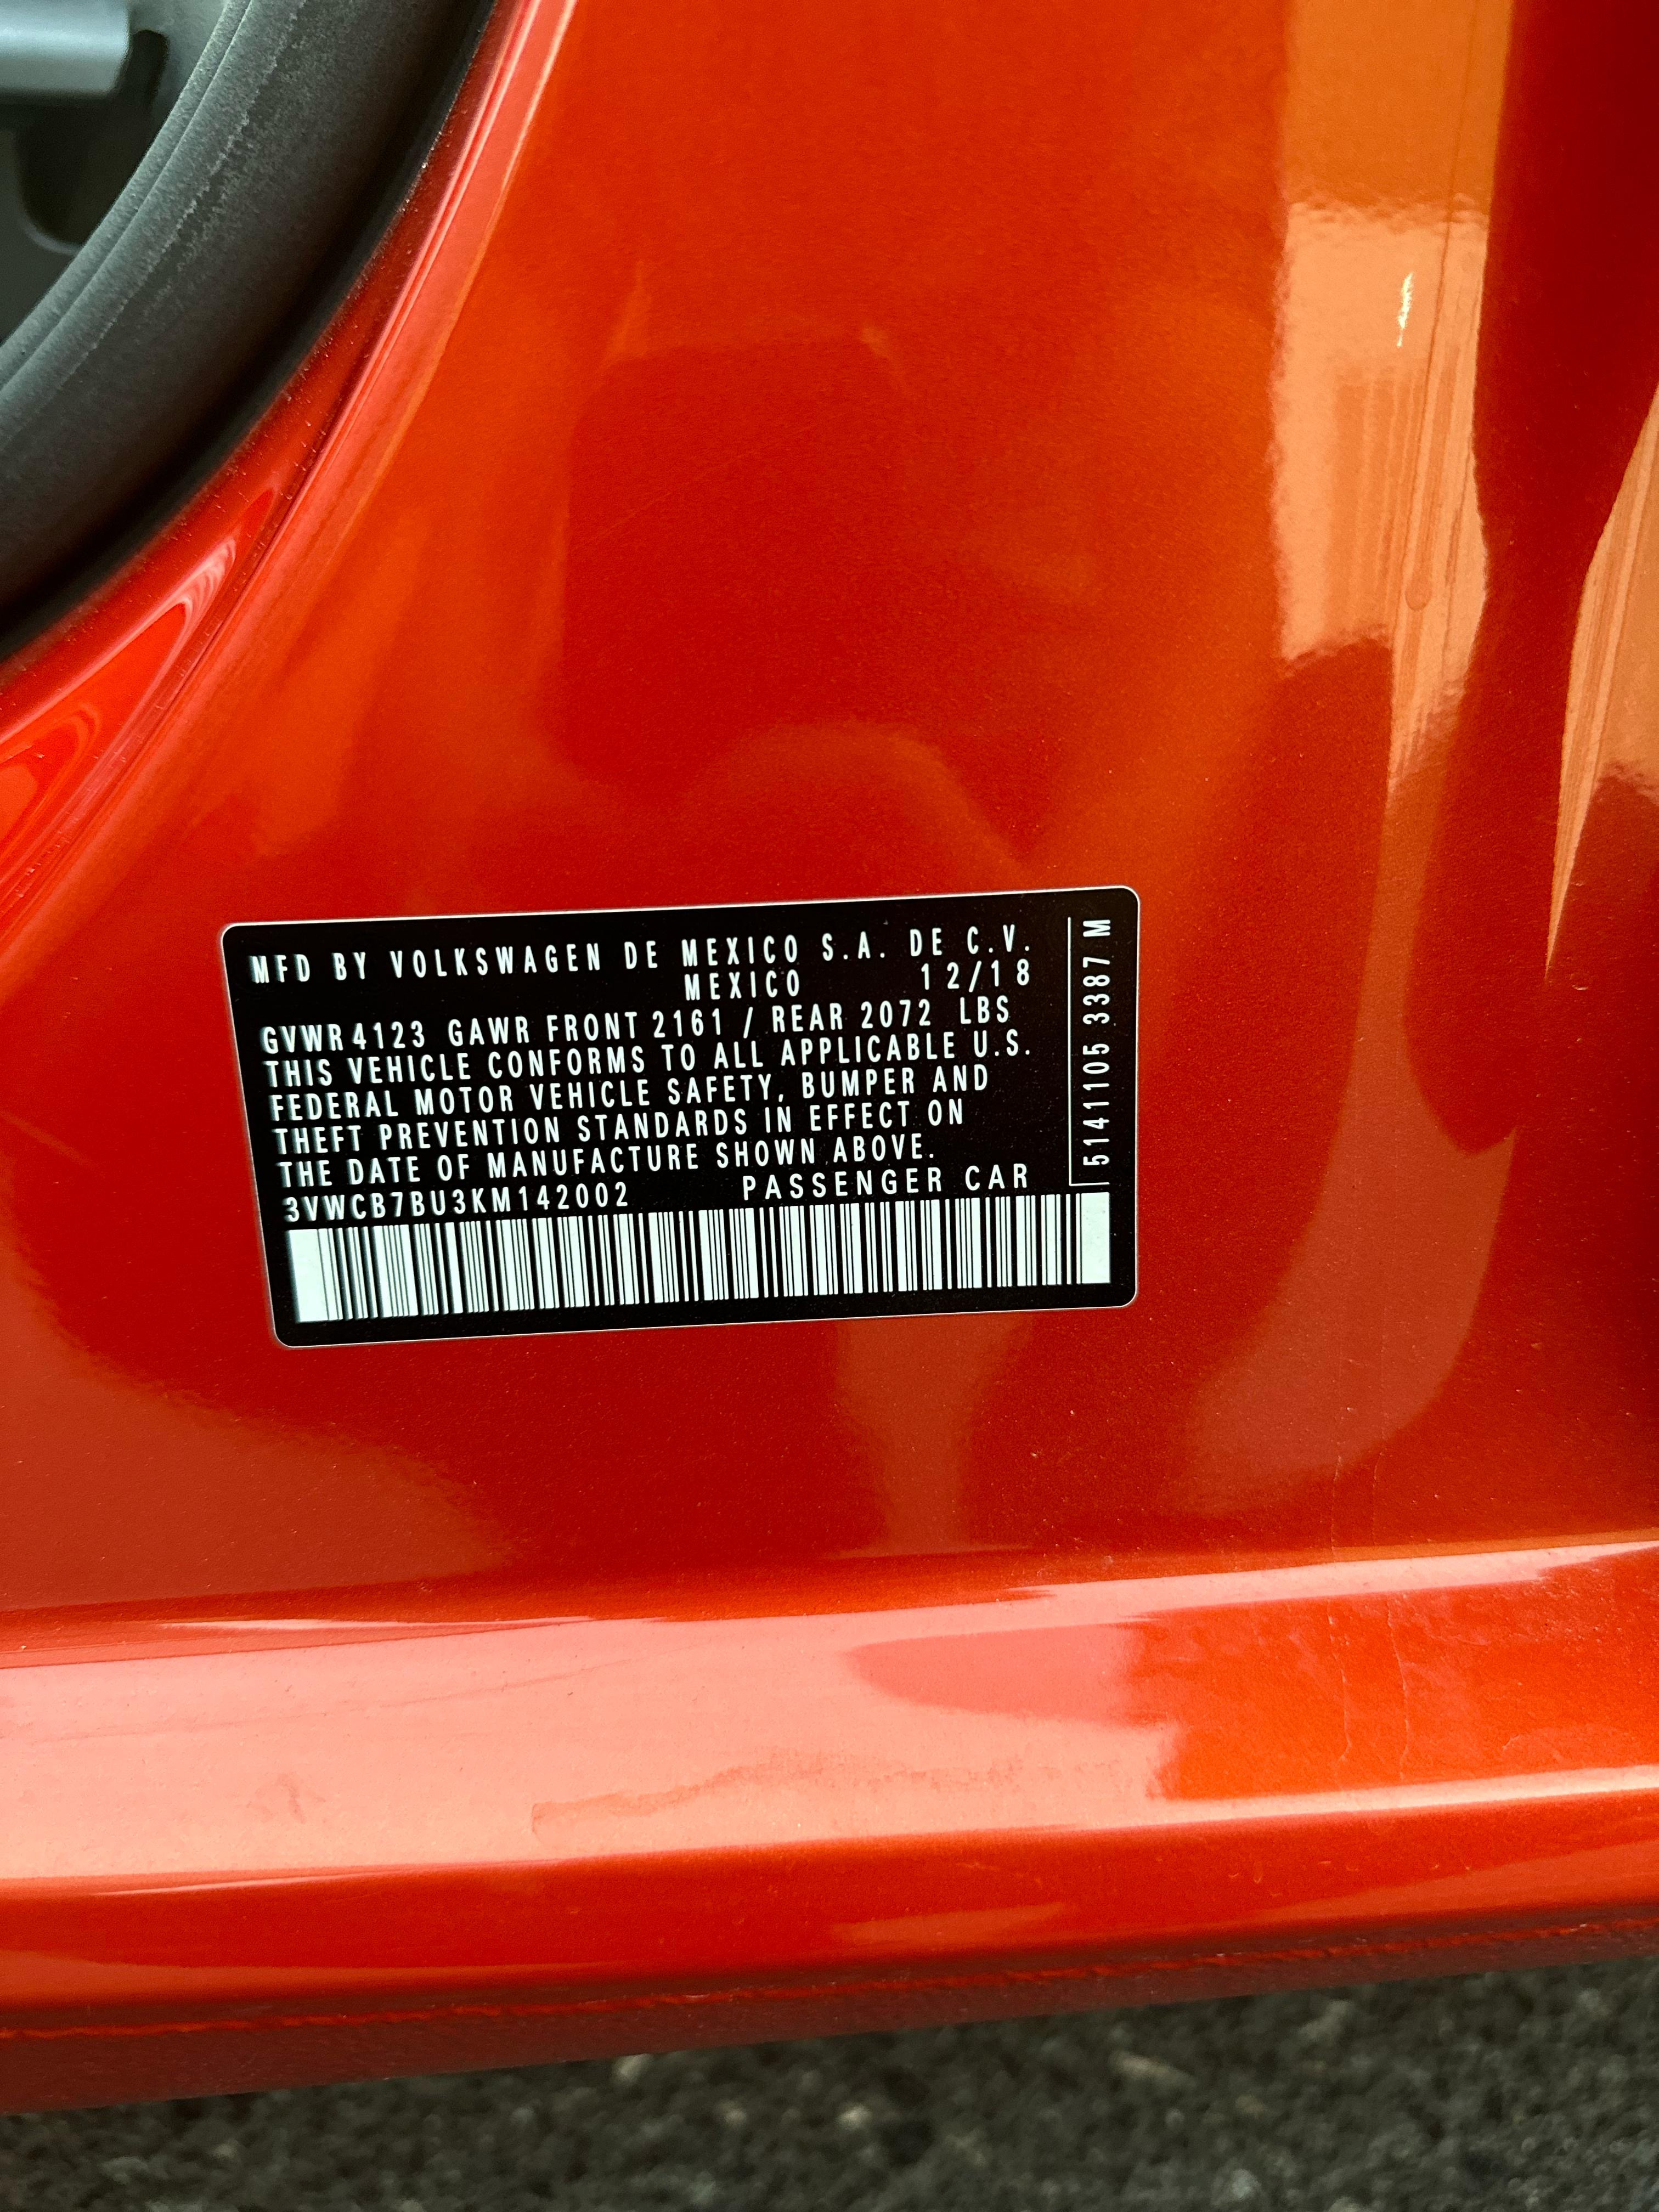 MFD BY VOLKSWAGEN DE MEXICO S.A. DE C.V.
MEXICO 12/18
GVWR 4123 GAWR FRONT 2161 / REAR 2072 LBS
THIS VEHICLE CONFORMS TO ALL APPLICABLE U.S.
FEDERAL MOTOR VEHICLE SAFETY, BUMPER AND
THEFT PREVENTION STANDARDS IN EFFECT ON
THE DATE OF MANUFACTURE SHOWN ABOVE.
3VWCB7BU3KM142002 PASSENGER CAR
5141105 3387 M